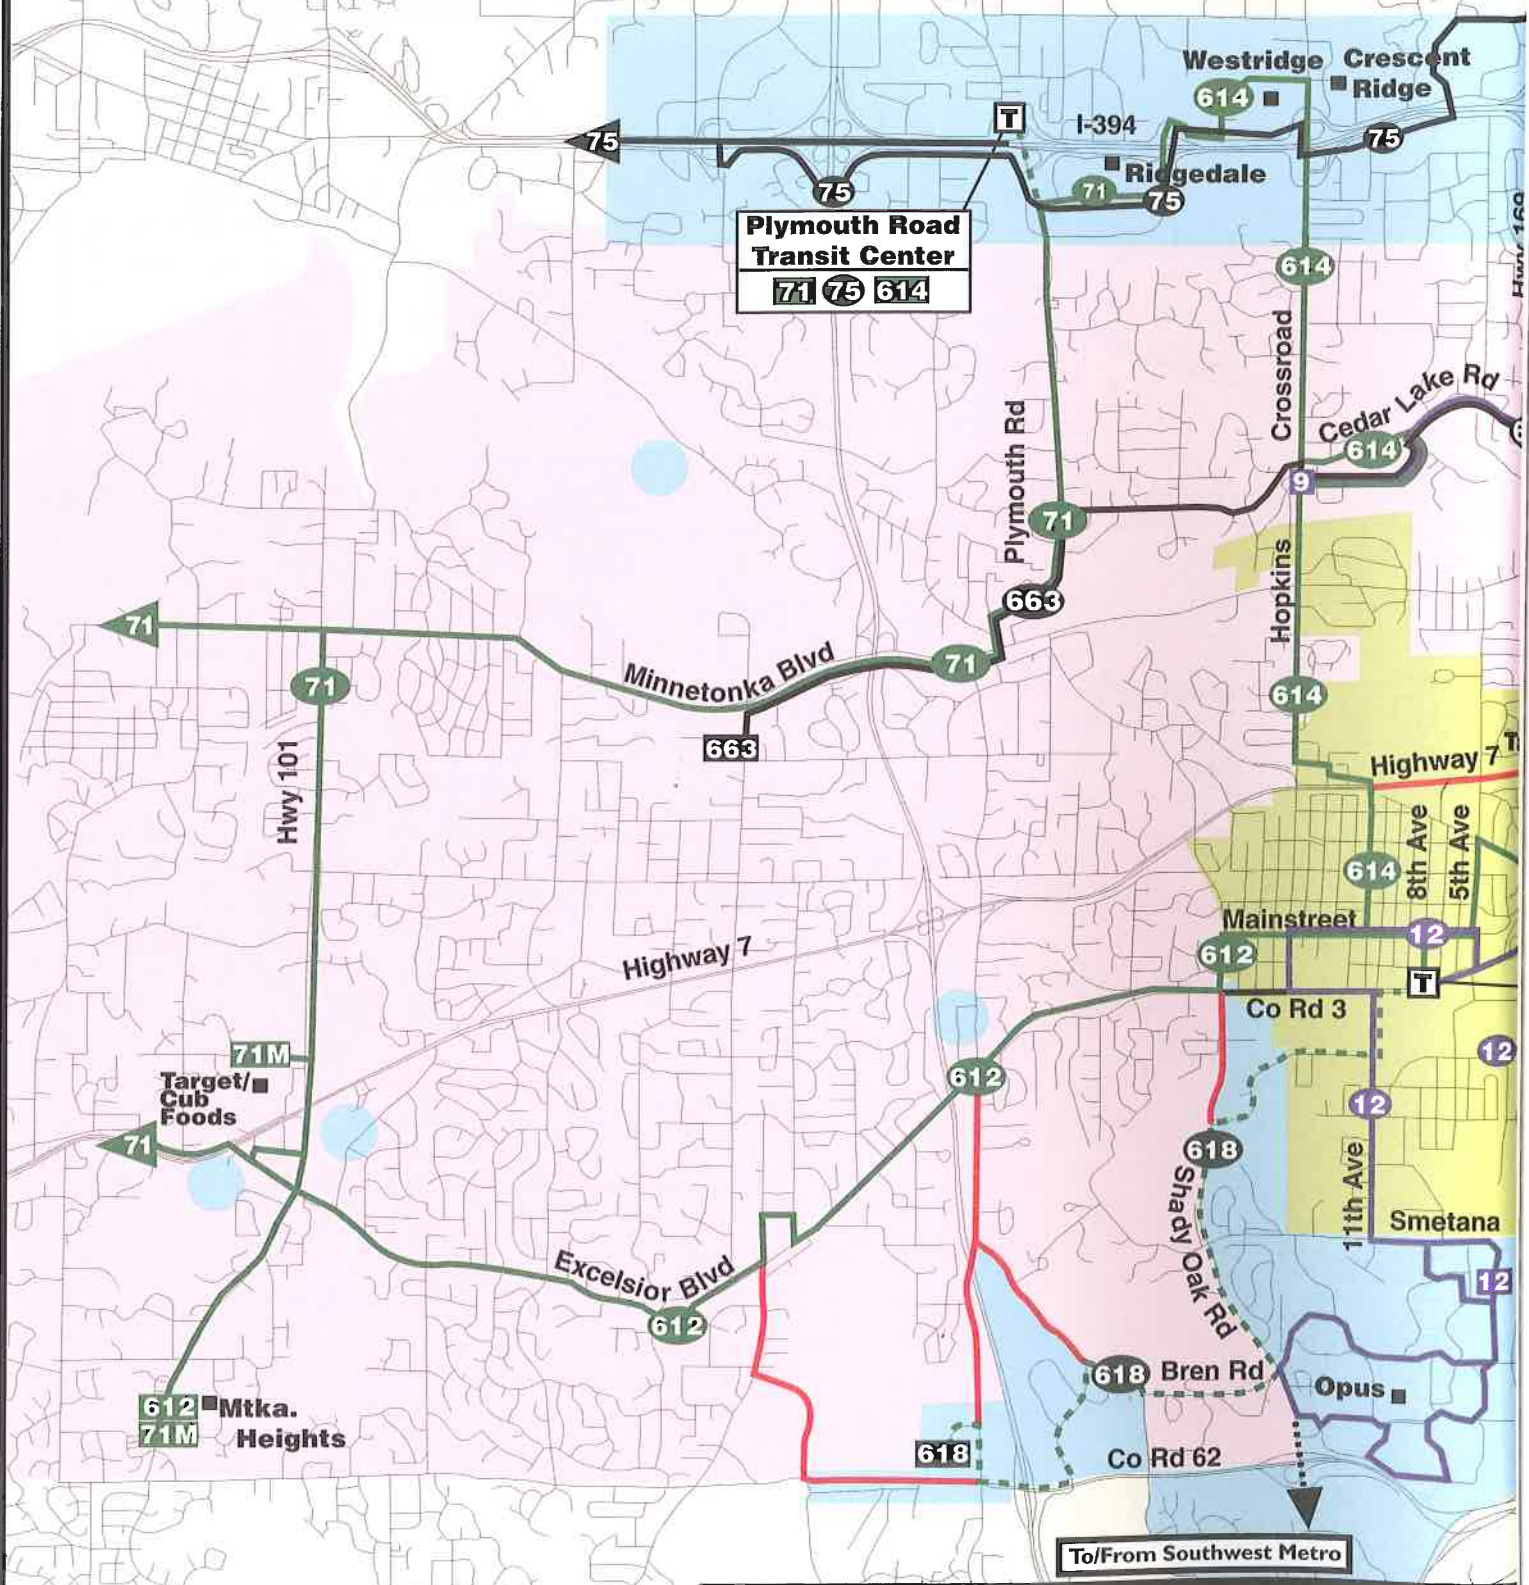 Westridge Crescent
Ridge
614
T
I-394
75
75
Ridgedale
75
71
75
Plymouth Road
Transit Center
71 75 614
Hwy 169
614
Crossroad
Cedar Lake Rd
614
Plymouth Rd
9
71
Hopkins
663
71
Minnetonka Blvd
71
71
614
663
Highway 7
Hwy 101
8th Ave
5th Ave
614
Mainstreet
12
612
Highway 7
T
Co Rd 3
71M
Target/
Cub
Foods
612
12
12
71
618
Shady Oak Rd
11th Ave
Smetana
Excelsior Blvd
12
612
618 Bren Rd
Opus
612 Mtka.
71M Heights
618
Co Rd 62
To/From Southwest Metro